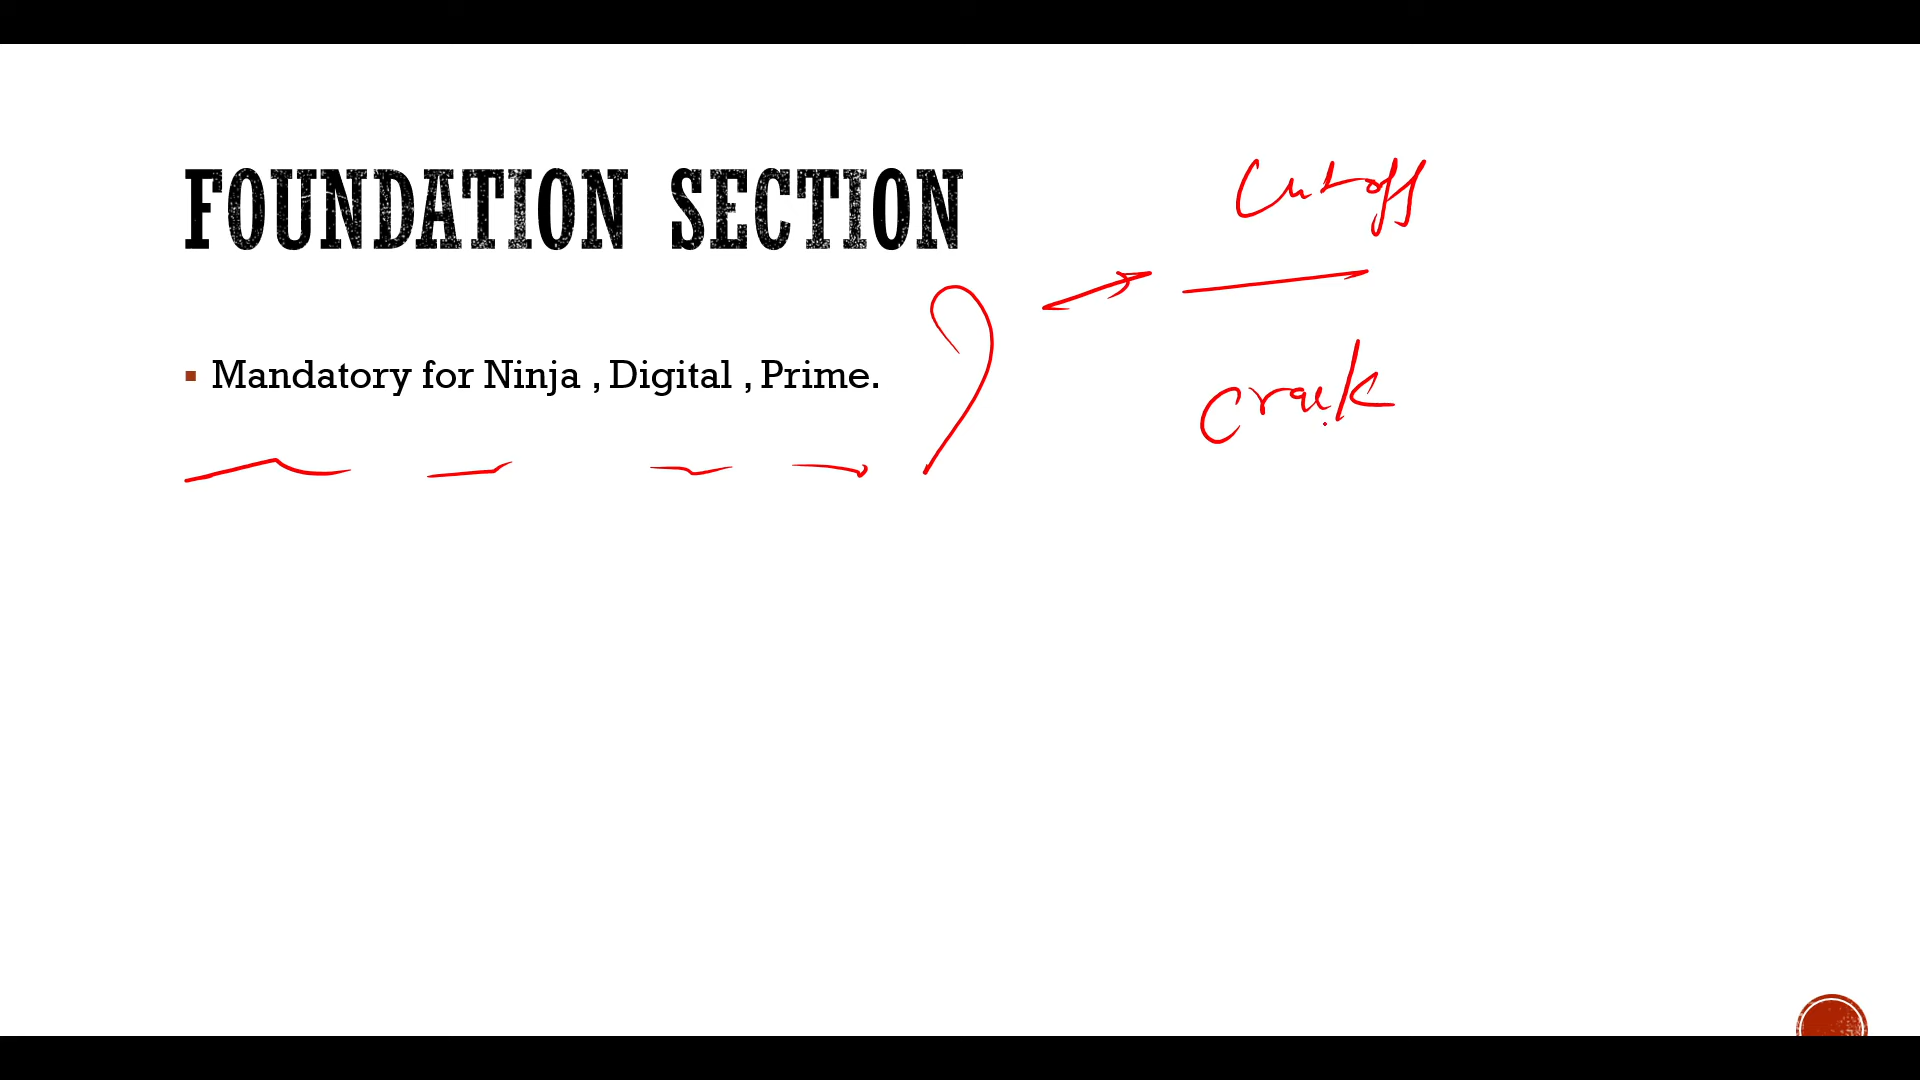 FOUNDATION SECTION
Cutoff
Mandatory for Ninja , Digital , Prime.
Crack